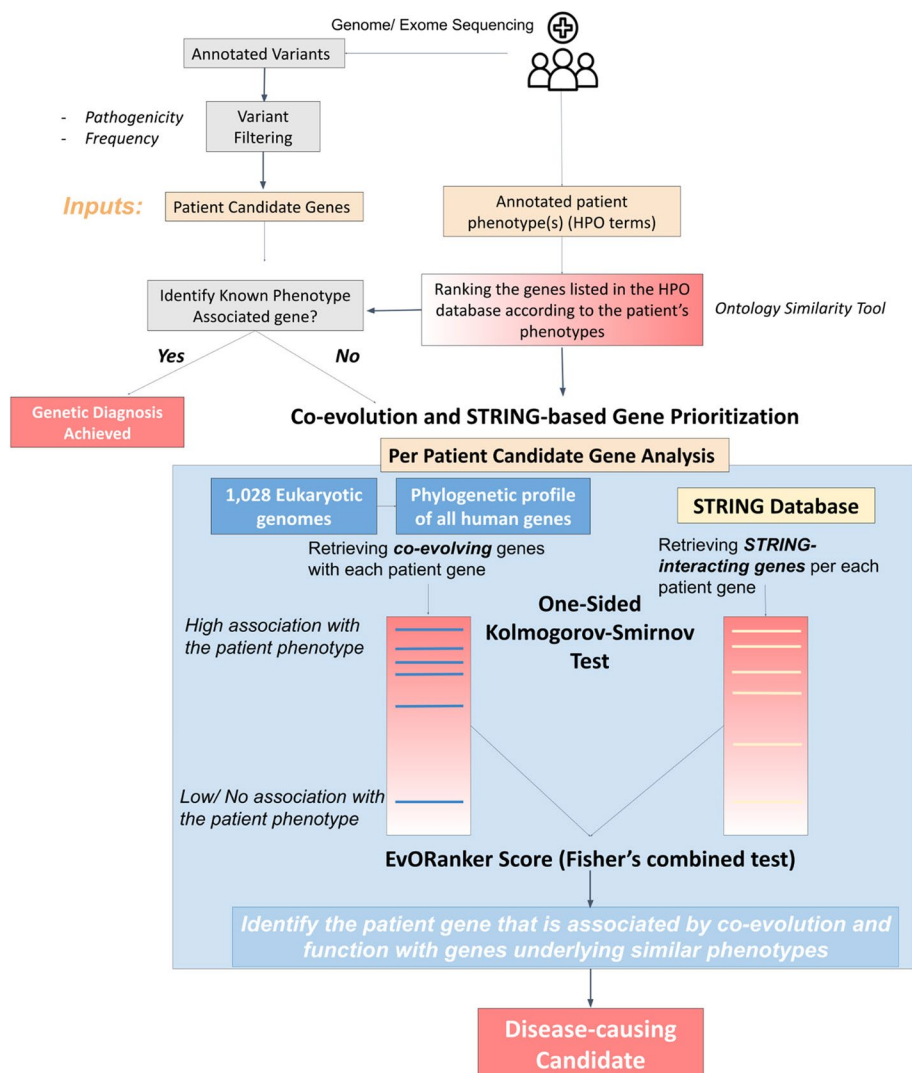 Genome/ Exome Sequencing
Annotated Variants
- Pathogenicity
- Frequency
Variant
Filtering
Inputs:
Patient Candidate Genes
Annotated patient
phenotype(s) (HPO terms)
Identify Known Phenotype
Associated gene?
Ranking the genes listed in the HPO
database according to the patient's
phenotypes
Ontology Similarity Tool
Yes
No
Genetic Diagnosis
Achieved
Co-evolution and STRING-based Gene Prioritization
Per Patient Candidate Gene Analysis
1,028 Eukaryotic
genomes
Phylogenetic profile
of all human genes
STRING Database
Retrieving co-evolving genes
with each patient gene
Retrieving STRING-
interacting genes per each
patient gene
High association with
the patient phenotype
One-Sided
Kolmogorov-Smirnov
Test
Low/ No association with
the patient phenotype
EvORanker Score (Fisher's combined test)
Identify the patient gene that is associated by co-evolution and
function with genes underlying similar phenotypes
Disease-causing
Candidate